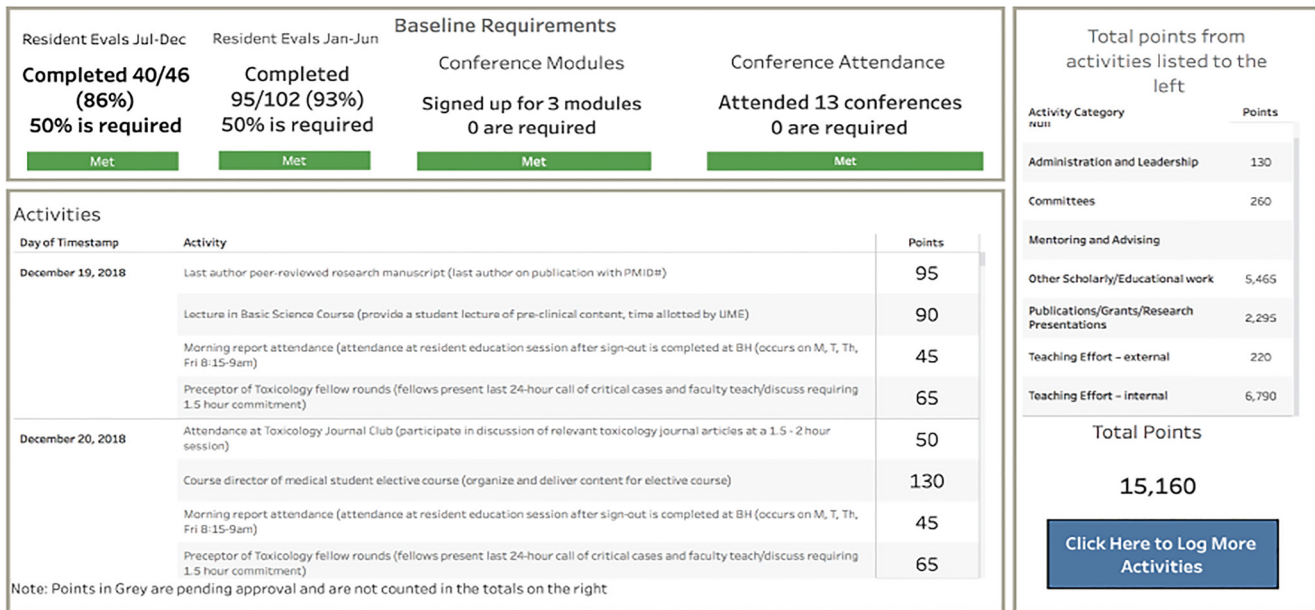 Baseline Requirements
Resident Evals Jul-Dec
Completed 40/46
(86%)
50% is required
Met
Resident Evals Jan-Jun
Completed
95/102 (93%)
50% is required
Met
Conference Modules
Signed up for 3 modules
0 are required
Met
Conference Attendance
Attended 13 conferences
0 are required
Met
Activities
Day of Timestamp Activity Points
December 19, 2018 Last author peer-reviewed research manuscript (last author on publication with PMID#) 95
Lecture in Basic Science Course (provide a student lecture of pre-clinical content, time allotted by UME) 90
Morning report attendance (attendance at resident education session after sign-out is completed at BH (occurs on M, T, Th,
Fri 8:15-9am) 45
Preceptor of Toxicology fellow rounds (fellows present last 24-hour call of critical cases and faculty teach/discuss requiring
1.5 hour commitment) 65
December 20, 2018 Attendance at Toxicology Journal Club (participate in discussion of relevant toxicology journal articles at a 1.5 - 2 hour
session) 50
Course director of medical student elective course (organize and deliver content for elective course) 130
Morning report attendance (attendance at resident education session after sign-out is completed at BH (occurs on M, T, Th,
Fri 8:15-9am) 45
Preceptor of Toxicology fellow rounds (fellows present last 24-hour call of critical cases and faculty teach/discuss requiring
1.5 hour commitment) 65
Note: Points in Grey are pending approval and are not counted in the totals on the right
Total points from
activities listed to the
left
Activity Category Points
Null
Administration and Leadership 130
Committees 260
Mentoring and Advising
Other Scholarly/Educational work 5,465
Publications/Grants/Research
Presentations 2,295
Teaching Effort – external 220
Teaching Effort – internal 6,790
Total Points
15,160
Click Here to Log More
Activities